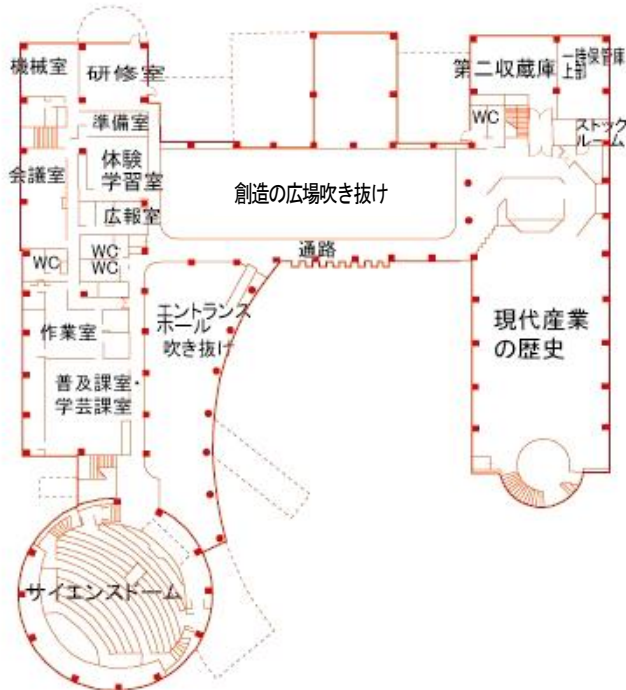 機械室
研修室
第二収蔵庫
一時保管庫
上部
準備室
WC
ストック
ルーム
会議室
体験
学習室
創造の広場吹き抜け
広報室
通路
WC
WC
WC
エントランス
ホール
吹き抜け
作業室
現代産業
の歴史
普及課室・
学芸課室
サイエンスドーム